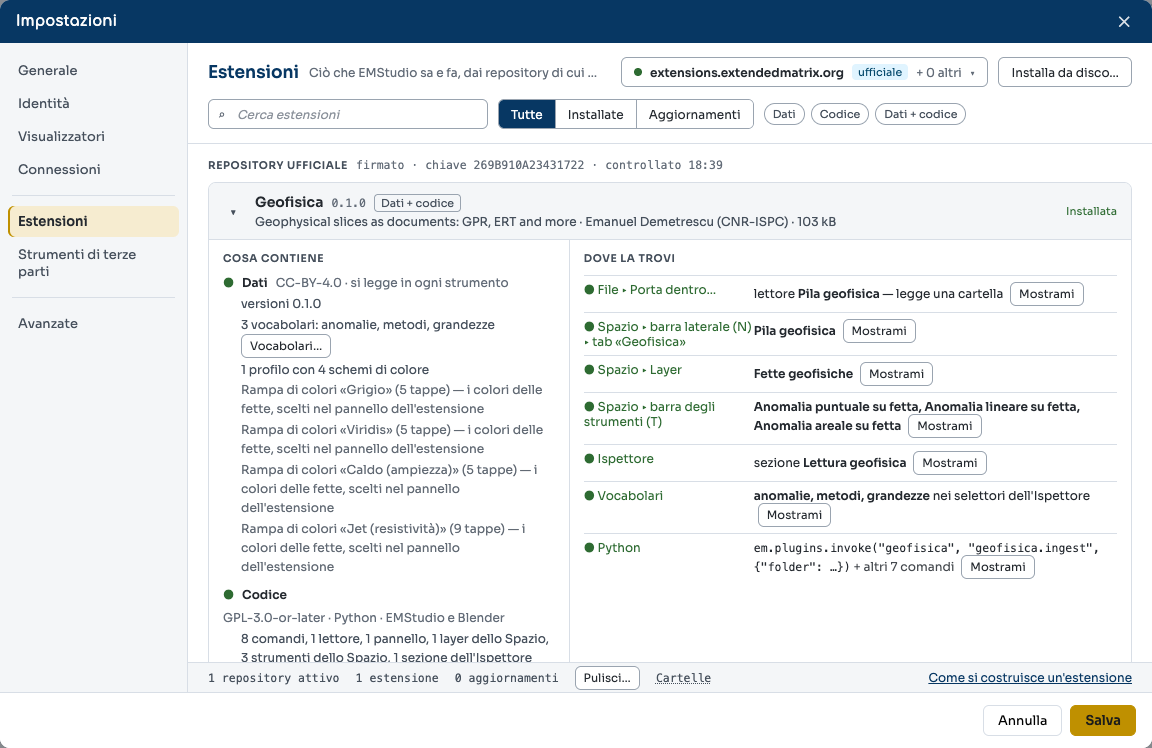 Impostazioni
Generale
Identità
Visualizzatori
Connessioni
Estensioni
Strumenti di terze
parti
Avanzate
Estensioni Ciò che EMStudio sa e fa, dai repository di cui ...
extensions.extendedmatrix.org ufficiale + 0 altri
Installa da disco...
Cerca estensioni
Tutte Installate Aggiornamenti
Dati Codice Dati + codice
REPOSITORY UFFICIALE firmato · chiave 269B910A23431722 · controllato 18:39
Geofisica 0.1.0 Dati + codice
Geophysical slices as documents: GPR, ERT and more · Emanuel Demetrescu (CNR-ISPC) · 103 kB
Installata
COSA CONTIENE
Dati CC-BY-4.0 · si legge in ogni strumento
versioni 0.1.0
3 vocabolari: anomalie, metodi, grandezze
Vocabolari...
1 profilo con 4 schemi di colore
Rampa di colori «Grigio» (5 tappe) — i colori delle
fette, scelti nel pannello dell'estensione
Rampa di colori «Viridis» (5 tappe) — i colori delle
fette, scelti nel pannello dell'estensione
Rampa di colori «Caldo (ampiezza)» (5 tappe) — i
colori delle fette, scelti nel pannello
dell'estensione
Rampa di colori «Jet (resistività)» (9 tappe) — i
colori delle fette, scelti nel pannello
dell'estensione
Codice
GPL-3.0-or-later · Python · EMStudio e Blender
8 comandi, 1 lettore, 1 pannello, 1 layer dello Spazio,
3 strumenti dello Spazio, 1 sezione dell'Ispettore
DOVE LA TROVI
File ▸ Porta dentro...
lettore Pila geofisica — legge una cartella Mostrami
Spazio ▸ barra laterale (N)
▸ tab «Geofisica»
Pila geofisica Mostrami
Spazio ▸ Layer
Fette geofisiche Mostrami
Spazio ▸ barra degli
strumenti (T)
Anomalia puntuale su fetta, Anomalia lineare su fetta,
Anomalia areale su fetta Mostrami
Ispettore
sezione Lettura geofisica Mostrami
Vocabolari
anomalie, metodi, grandezze nei selettori dell'Ispettore
Mostrami
Python
em.plugins.invoke("geofisica", "geofisica.ingest",
{"folder": …}) + altri 7 comandi Mostrami
1 repository attivo 1 estensione 0 aggiornamenti Pulisci... Cartelle
Come si costruisce un'estensione
Annulla Salva